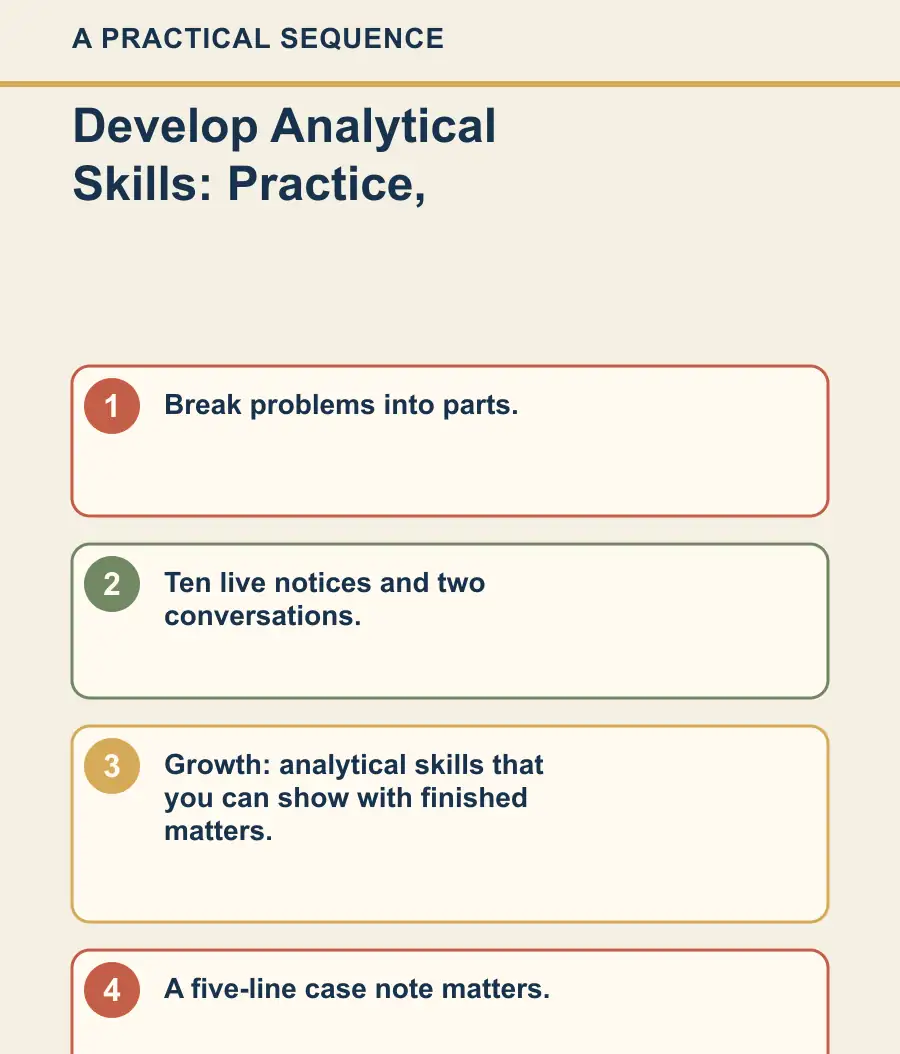 A PRACTICAL SEQUENCE
Develop Analytical
Skills: Practice,
1
Break problems into parts.
2
Ten live notices and two
conversations.
3
Growth: analytical skills that
you can show with finished
matters.
4
A five-line case note matters.